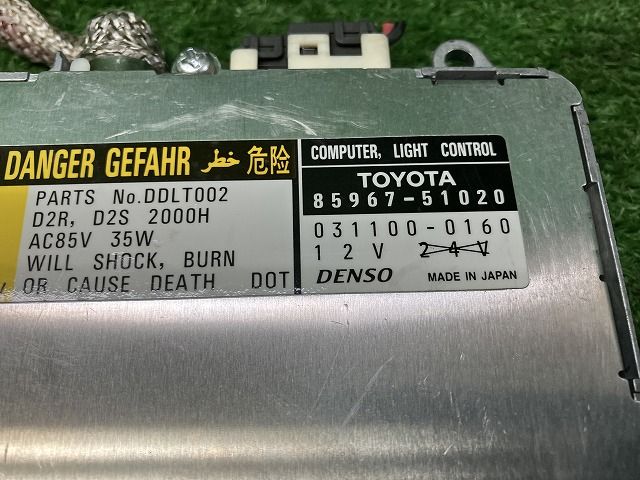 DANGER GEFAHR خطر 危险
PARTS No.DDLT002
D2R, D2S 2000H
AC85V 35W
WILL SHOCK, BURN
OR CAUSE DEATH DOT
COMPUTER, LIGHT CONTROL
TOYOTA
85967-51020
031100-0160
12V 24V
DENSO MADE IN JAPAN